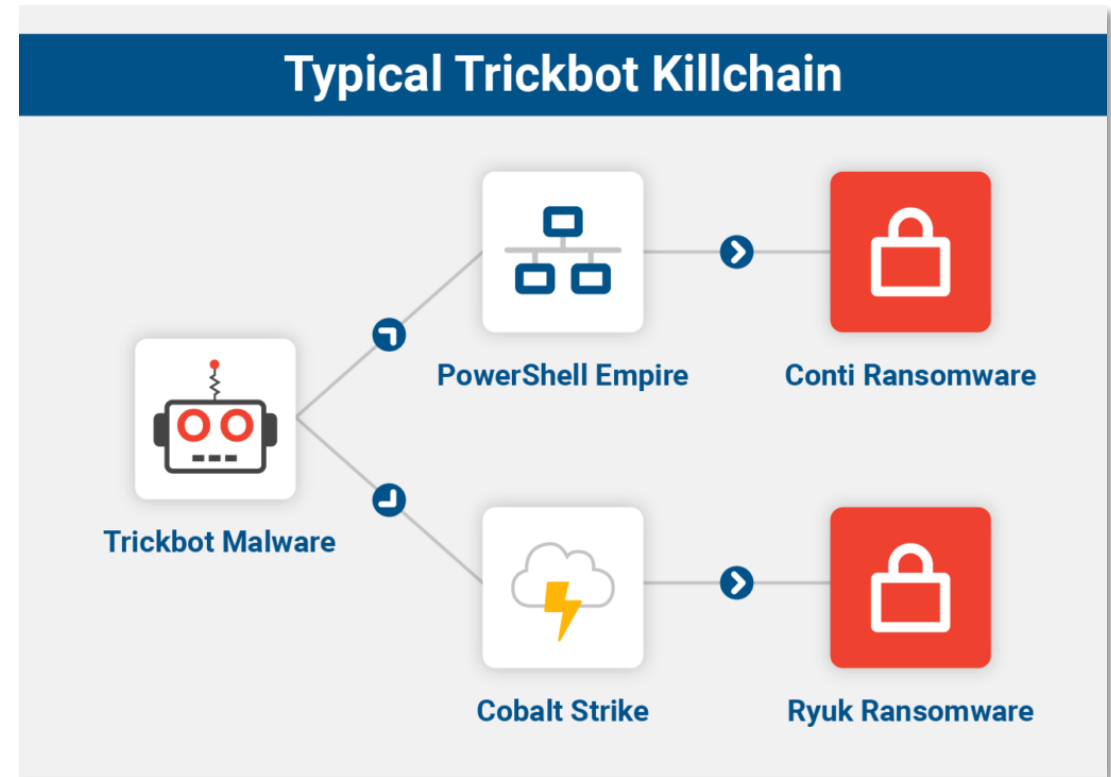 Typical Trickbot Killchain
PowerShell Empire
Conti Ransomware
Trickbot Malware
Cobalt Strike
Ryuk Ransomware